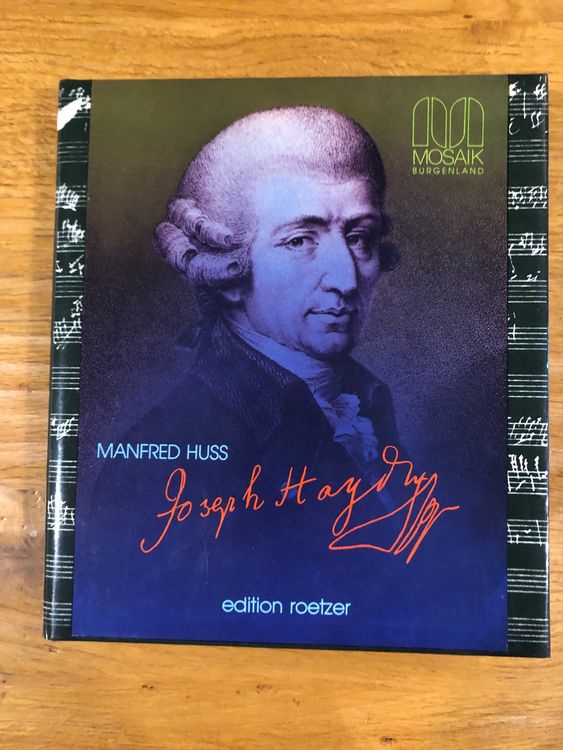 MOSAIK
BURGENLAND
MANFRED HUSS
Joseph Haydn
edition roetzer